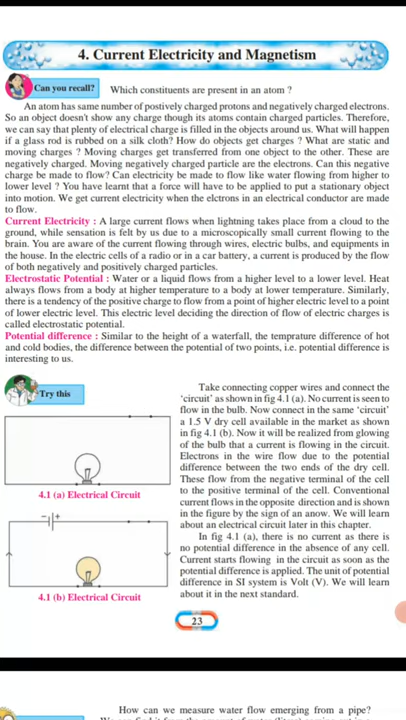 4. Current Electricity and Magnetism
Can you recall?
Which constituents are present in an atom ?
An atom has same number of postively charged protons and negatively charged electrons.
So an object doesn't show any charge though its atoms contain charged particles. Therefore,
we can say that plenty of electrical charge is filled in the objects around us. What will happen
if a glass rod is rubbed on a silk cloth? How do objects get charges ? What are static and
moving charges ? Moving charges get transferred from one object to the other. These are
negatively charged. Moving negatively charged particle are the electrons. Can this negative
charge be made to flow? Can electricity be made to flow like water flowing from higher to
lower level ? You have learnt that a force will have to be applied to put a stationary object
into motion. We get current electricity when the elctrons in an electrical conductor are made
to flow.
Current Electricity : A large current flows when lightning takes place from a cloud to the
ground, while sensation is felt by us due to a microscopically small current flowing to the
brain. You are aware of the current flowing through wires, electric bulbs, and equipments in
the house. In the electric cells of a radio or in a car battery, a current is produced by the flow
of both negatively and positively charged particles.
Electrostatic Potential : Water or a liquid flows from a higher level to a lower level. Heat
always flows from a body at higher temperature to a body at lower temperature. Similarly,
there is a tendency of the positive charge to flow from a point of higher electric level to a point
of lower electric level. This electric level deciding the direction of flow of electric charges is
called electrostatic potential.
Potential difference : Similar to the height of a waterfall, the temprature difference of hot
and cold bodies, the difference between the potential of two points, i.e. potential difference is
interesting to us.
Try this
Take connecting copper wires and connect the
'circuit' as shown in fig 4.1 (a). No current is seen to
flow in the bulb. Now connect in the same 'circuit'
a 1.5 V dry cell available in the market as shown
in fig 4.1 (b). Now it will be realized from glowing
of the bulb that a current is flowing in the circuit.
Electrons in the wire flow due to the potential
difference between the two ends of the dry cell.
These flow from the negative terminal of the cell
to the positive terminal of the cell. Conventional
current flows in the opposite direction and is shown
in the figure by the sign of an anow. We will learn
about an electrical circuit later in this chapter.
In fig 4.1 (a), there is no current as there is
no potential difference in the absence of any cell.
Current starts flowing in the circuit as soon as the
potential difference is applied. The unit of potential
difference in SI system is Volt (V). We will learn
about it in the next standard.
4.1 (a) Electrical Circuit
- +
4.1 (b) Electrical Circuit
23
How can we measure water flow emerging from a pipe?